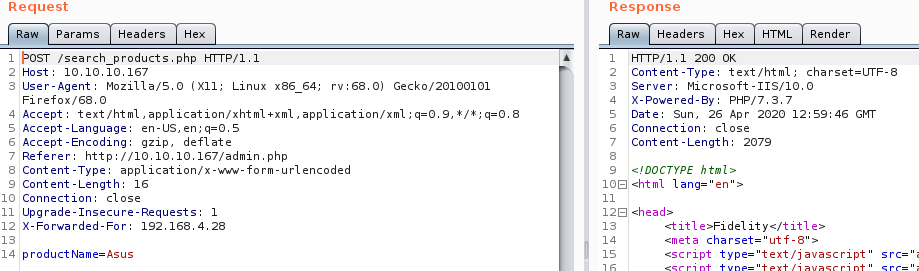 Request
Raw Params Headers Hex
1 POST /search_products.php HTTP/1.1
2 Host: 10.10.10.167
3 User-Agent: Mozilla/5.0 (X11; Linux x86_64; rv:68.0) Gecko/20100101
Firefox/68.0
4 Accept: text/html,application/xhtml+xml,application/xml;q=0.9,*/*;q=0.8
5 Accept-Language: en-US,en;q=0.5
6 Accept-Encoding: gzip, deflate
7 Referer: http://10.10.10.167/admin.php
8 Content-Type: application/x-www-form-urlencoded
9 Content-Length: 16
10 Connection: close
11 Upgrade-Insecure-Requests: 1
12 X-Forwarded-For: 192.168.4.28
13
14 productName=Asus
Response
Raw Headers Hex HTML Render
1 HTTP/1.1 200 OK
2 Content-Type: text/html; charset=UTF-8
3 Server: Microsoft-IIS/10.0
4 X-Powered-By: PHP/7.3.7
5 Date: Sun, 26 Apr 2020 12:59:46 GMT
6 Connection: close
7 Content-Length: 2079
8
9 <!DOCTYPE html>
10 <html lang="en">
11
12 <head>
13 <title>Fidelity</title>
14 <meta charset="utf-8">
15 <script type="text/javascript" src="a
16 <script type="text/javascript" src="a